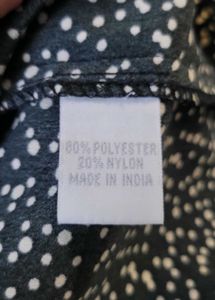 80% POLYESTER
20% NYLON
MADE IN INDIA